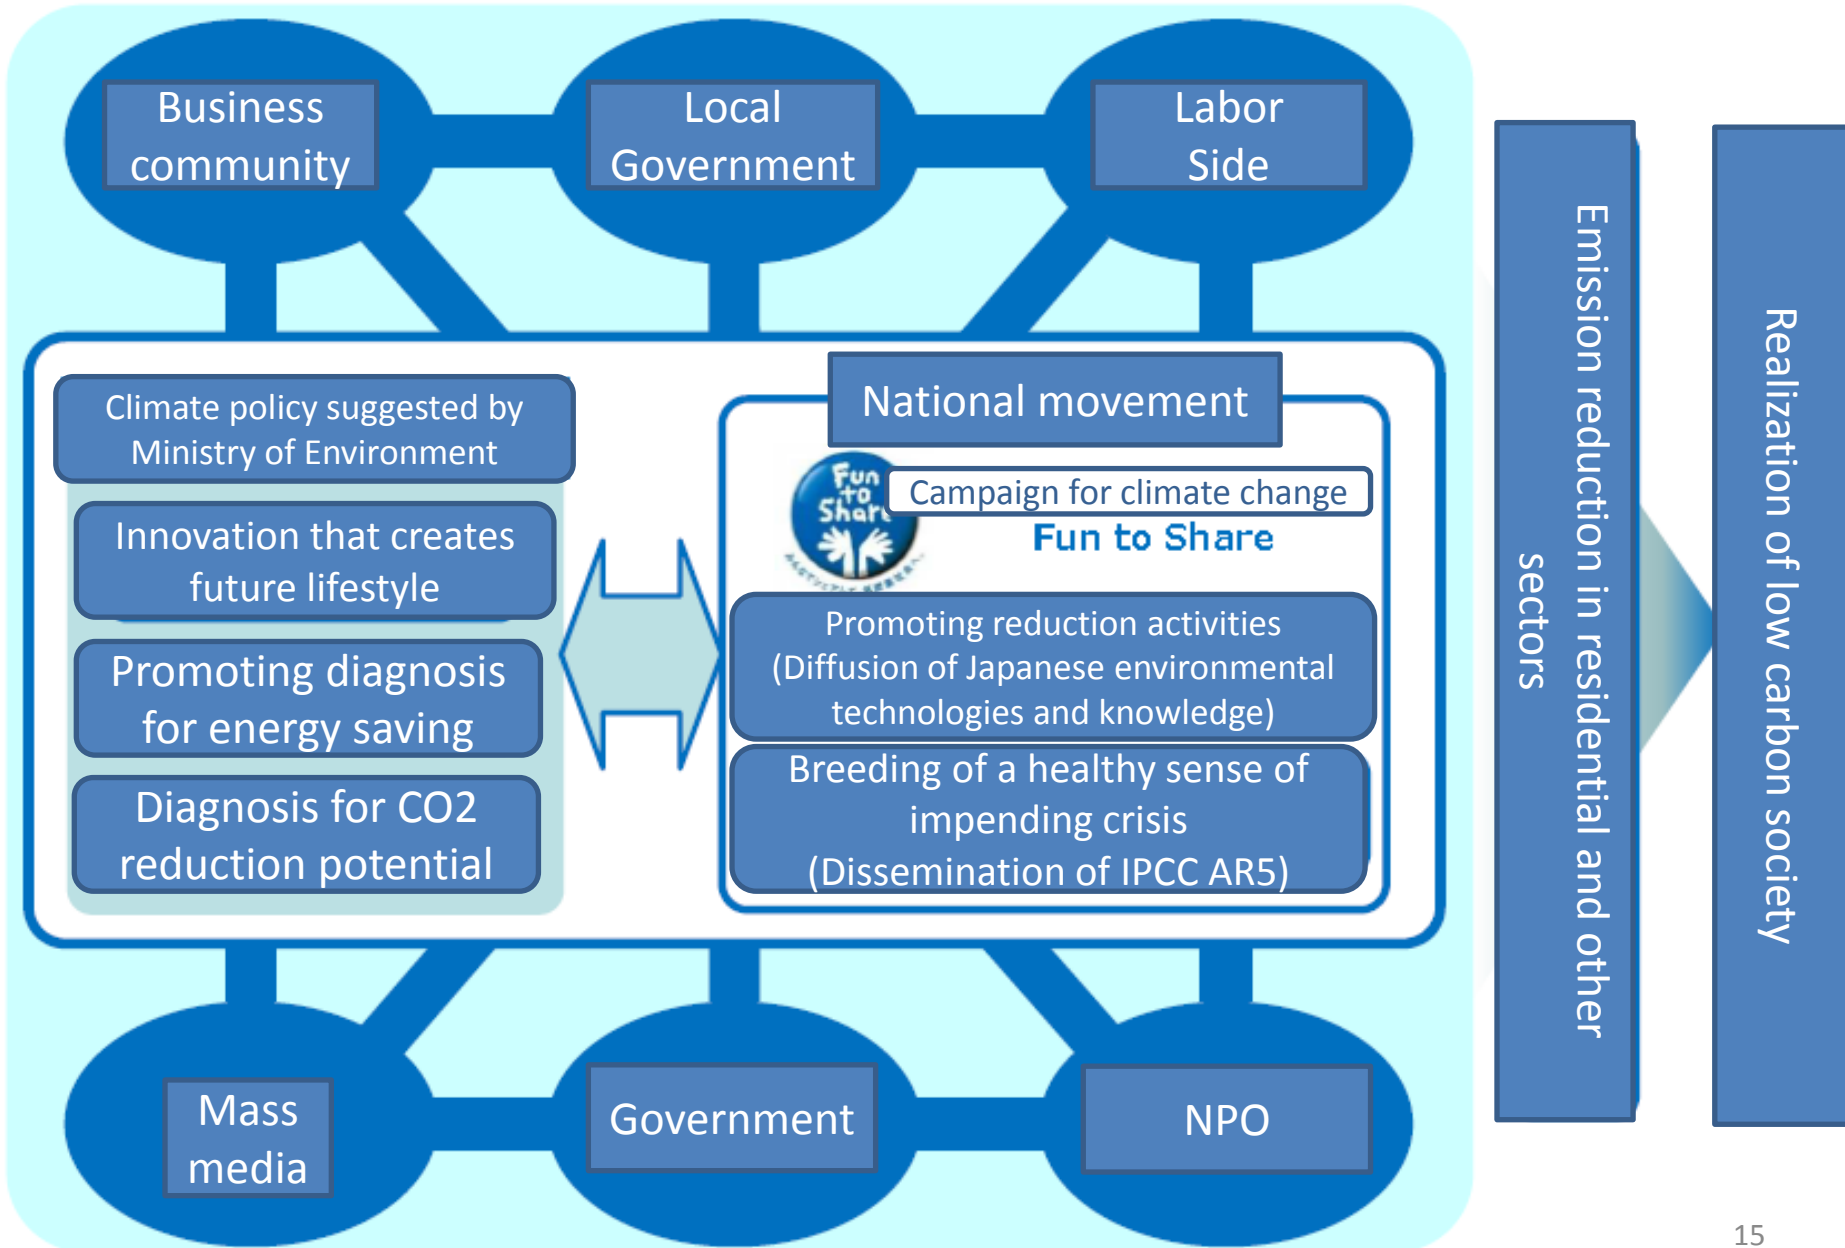 Business
community
Local
Government
Labor
Side
Climate policy suggested by
Ministry of Environment
Innovation that creates
future lifestyle
Promoting diagnosis
for energy saving
Diagnosis for CO2
reduction potential
National movement
Fun
to
Share
Campaign for climate change
Fun to Share
Promoting reduction activities
(Diffusion of Japanese environmental
technologies and knowledge)
Breeding of a healthy sense of
impending crisis
(Dissemination of IPCC AR5)
Mass
media
Government
NPO
Emission reduction in residential and other
sectors
Realization of low carbon society
15